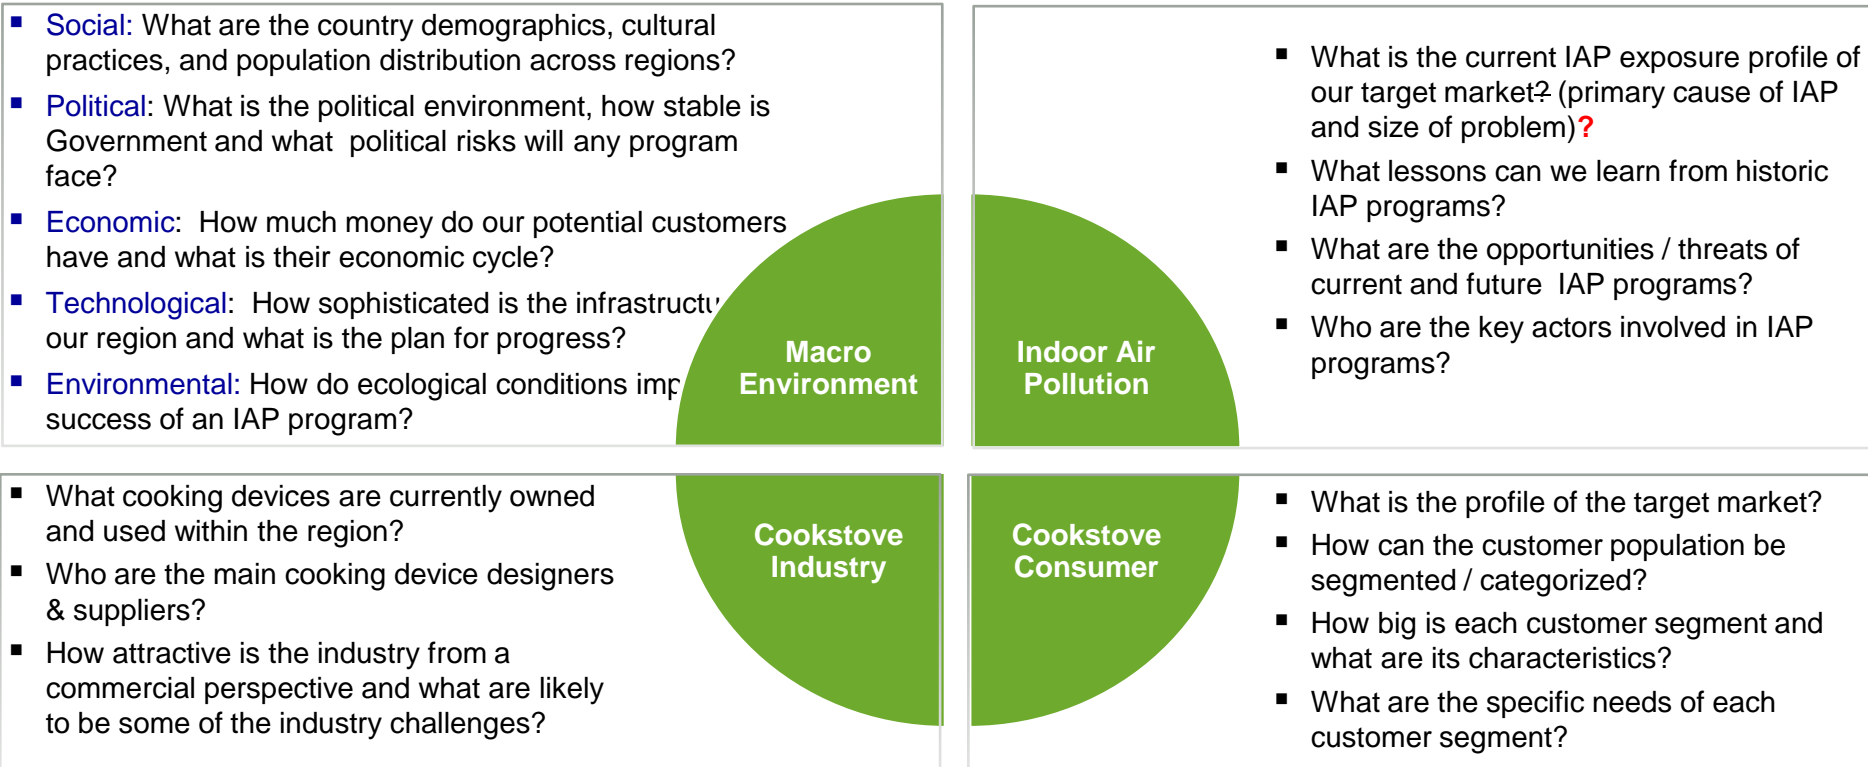 Social: What are the country demographics, cultural
practices, and population distribution across regions?
Political: What is the political environment, how stable is
Government and what political risks will any program
face?
Economic: How much money do our potential customers
have and what is their economic cycle?
Technological: How sophisticated is the
our region and what is the plan for progress?
Environmental: How do ecological conditions
success of an IAP program?
Macro
Environment
What is the current IAP exposure profile of
our target market? (primary cause of IAP
and size of problem)?
What lessons can we learn from historic
IAP programs?
What are the opportunities / threats of
current and future IAP programs?
Who are the key actors involved in IAP
programs?
Indoor Air
Pollution
What cooking devices are currently owned
and used within the region?
Who are the main cooking device designers
& suppliers?
How attractive is the industry from a
commercial perspective and what are likely
to be some of the industry challenges?
Cookstove
Industry
Cookstove
Consumer
What is the profile of the target market?
How can the customer population be
segmented / categorized?
How big is each customer segment and
what are its characteristics?
What are the specific needs of each
customer segment?